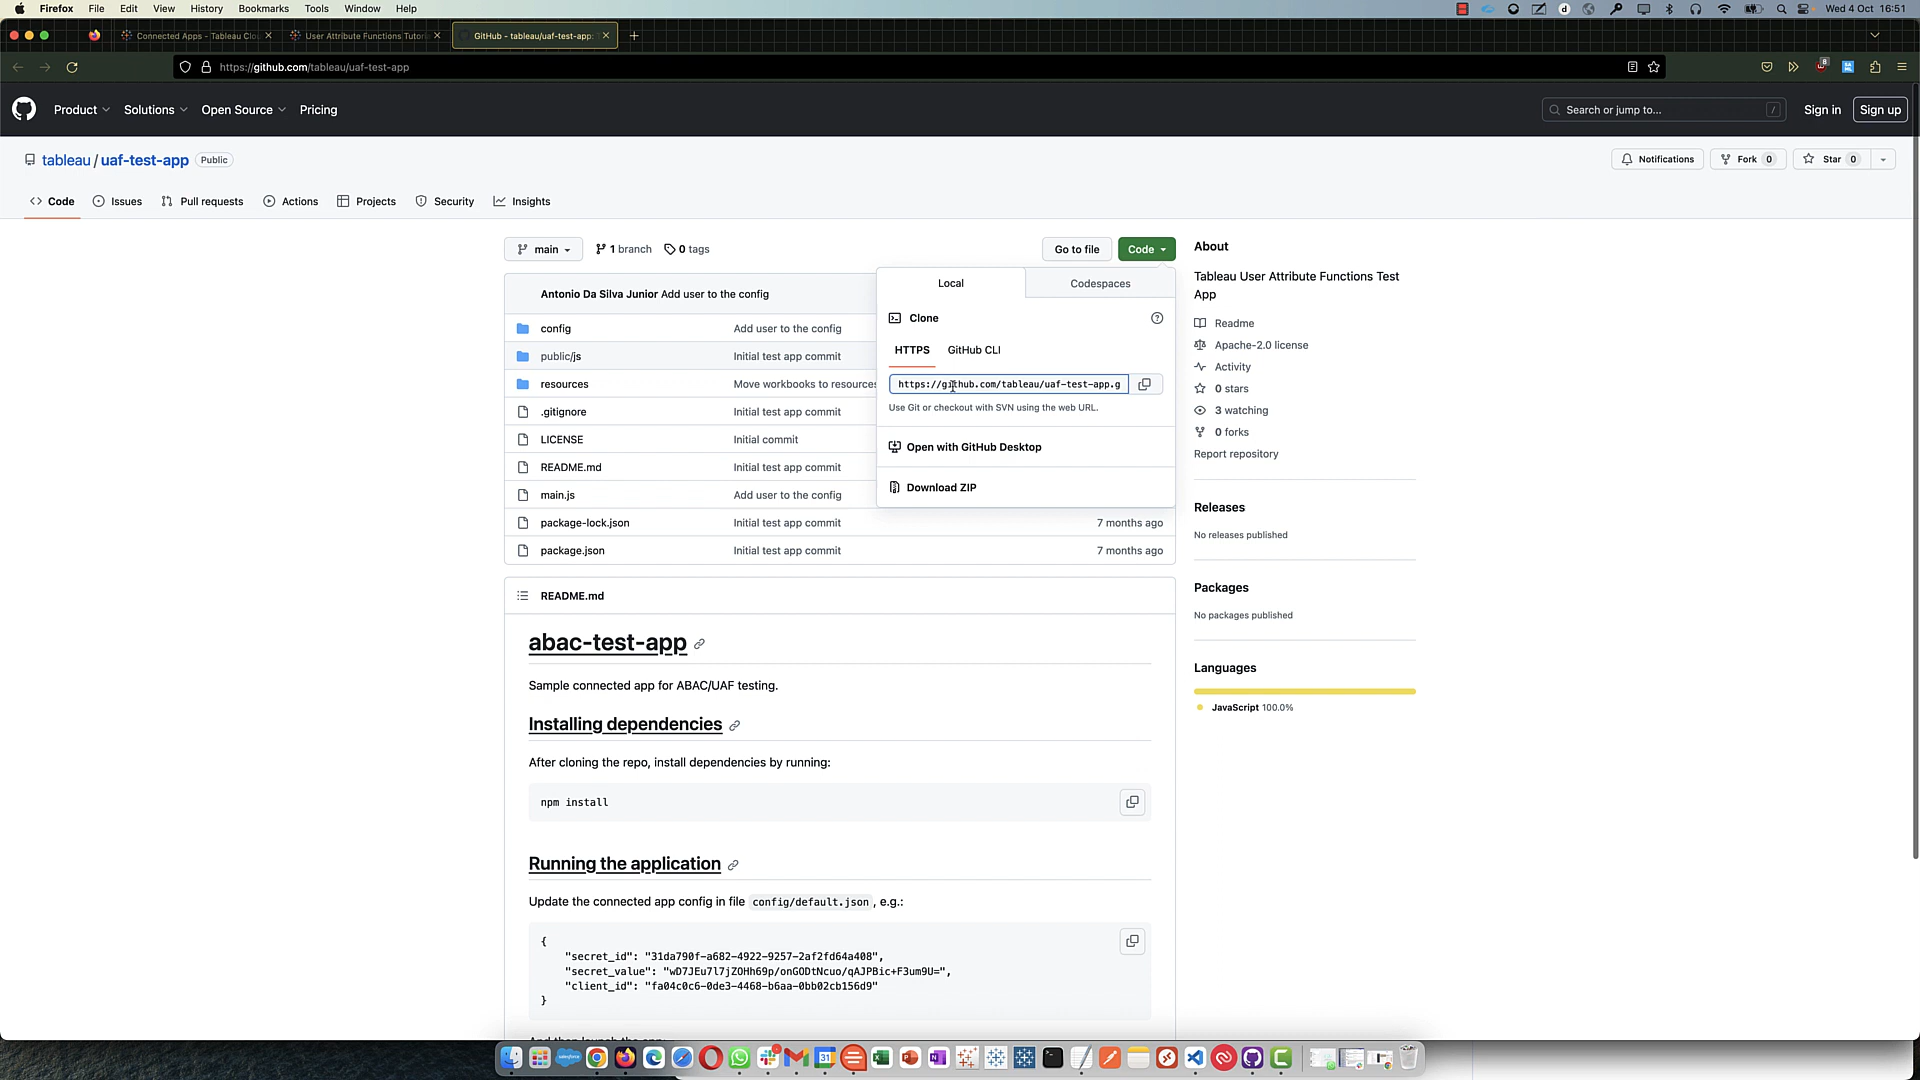 Firefox File Edit View History Bookmarks Tools Window Help Wed 4 Oct 16:51
Connected Apps - Tableau Clo User Attribute Functions Tutori GitHub - tableau/uaf-test-app:
https://github.com/tableau/uaf-test-app
Product Solutions Open Source Pricing Search or jump to... / Sign in Sign up
tableau / uaf-test-app Public Notifications Fork 0 Star 0
Code Issues Pull requests Actions Projects Security Insights
main 1 branch 0 tags Go to file Code
Antonio Da Silva Junior Add user to the config
config Add user to the config
public/js Initial test app commit
resources Move workbooks to resources
.gitignore Initial test app commit
LICENSE Initial commit
README.md Initial test app commit
main.js Add user to the config
package-lock.json Initial test app commit 7 months ago
package.json Initial test app commit 7 months ago
Local Codespaces
Clone
HTTPS GitHub CLI
https://github.com/tableau/uaf-test-app.g
Use Git or checkout with SVN using the web URL.
Open with GitHub Desktop
Download ZIP
README.md
abac-test-app
Sample connected app for ABAC/UAF testing.
Installing dependencies
After cloning the repo, install dependencies by running:
npm install
Running the application
Update the connected app config in file config/default.json, e.g.:
{
"secret_id": "31da790f-a682-4922-9257-2af2fd64a408",
"secret_value": "wD7JEu7l7jZOHh69p/onGODtNcuo/qAJPBic+F3um9U=",
"client_id": "fa04c0c6-0de3-4468-b6aa-0bb02cb156d9"
}
About
Tableau User Attribute Functions Test
App
Readme
Apache-2.0 license
Activity
0 stars
3 watching
0 forks
Report repository
Releases
No releases published
Packages
No packages published
Languages
JavaScript 100.0%